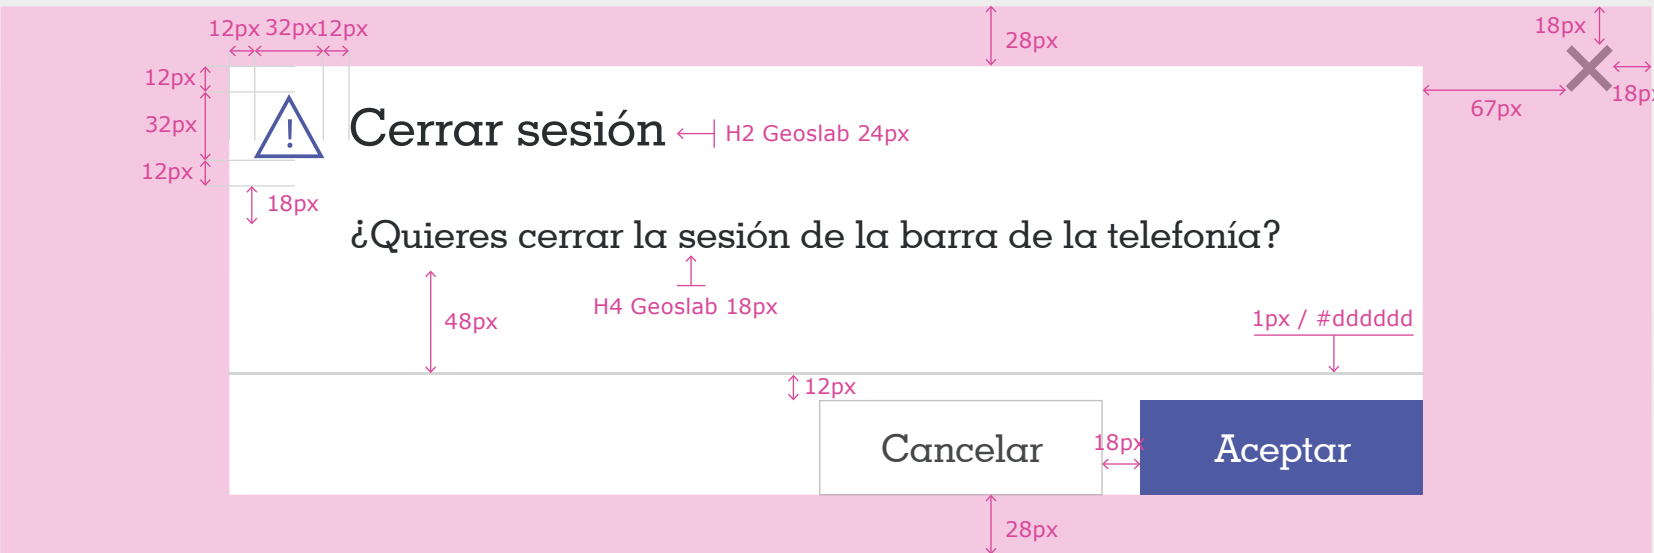 12px 32px 12px
28px
18px
12px
67px
18px
32px
Cerrar sesión
H2 Geoslab 24px
12px
18px
¿Quieres cerrar la sesión de la barra de la telefonía?
H4 Geoslab 18px
48px
1px / #dddddd
12px
Cancelar
18px
Aceptar
28px